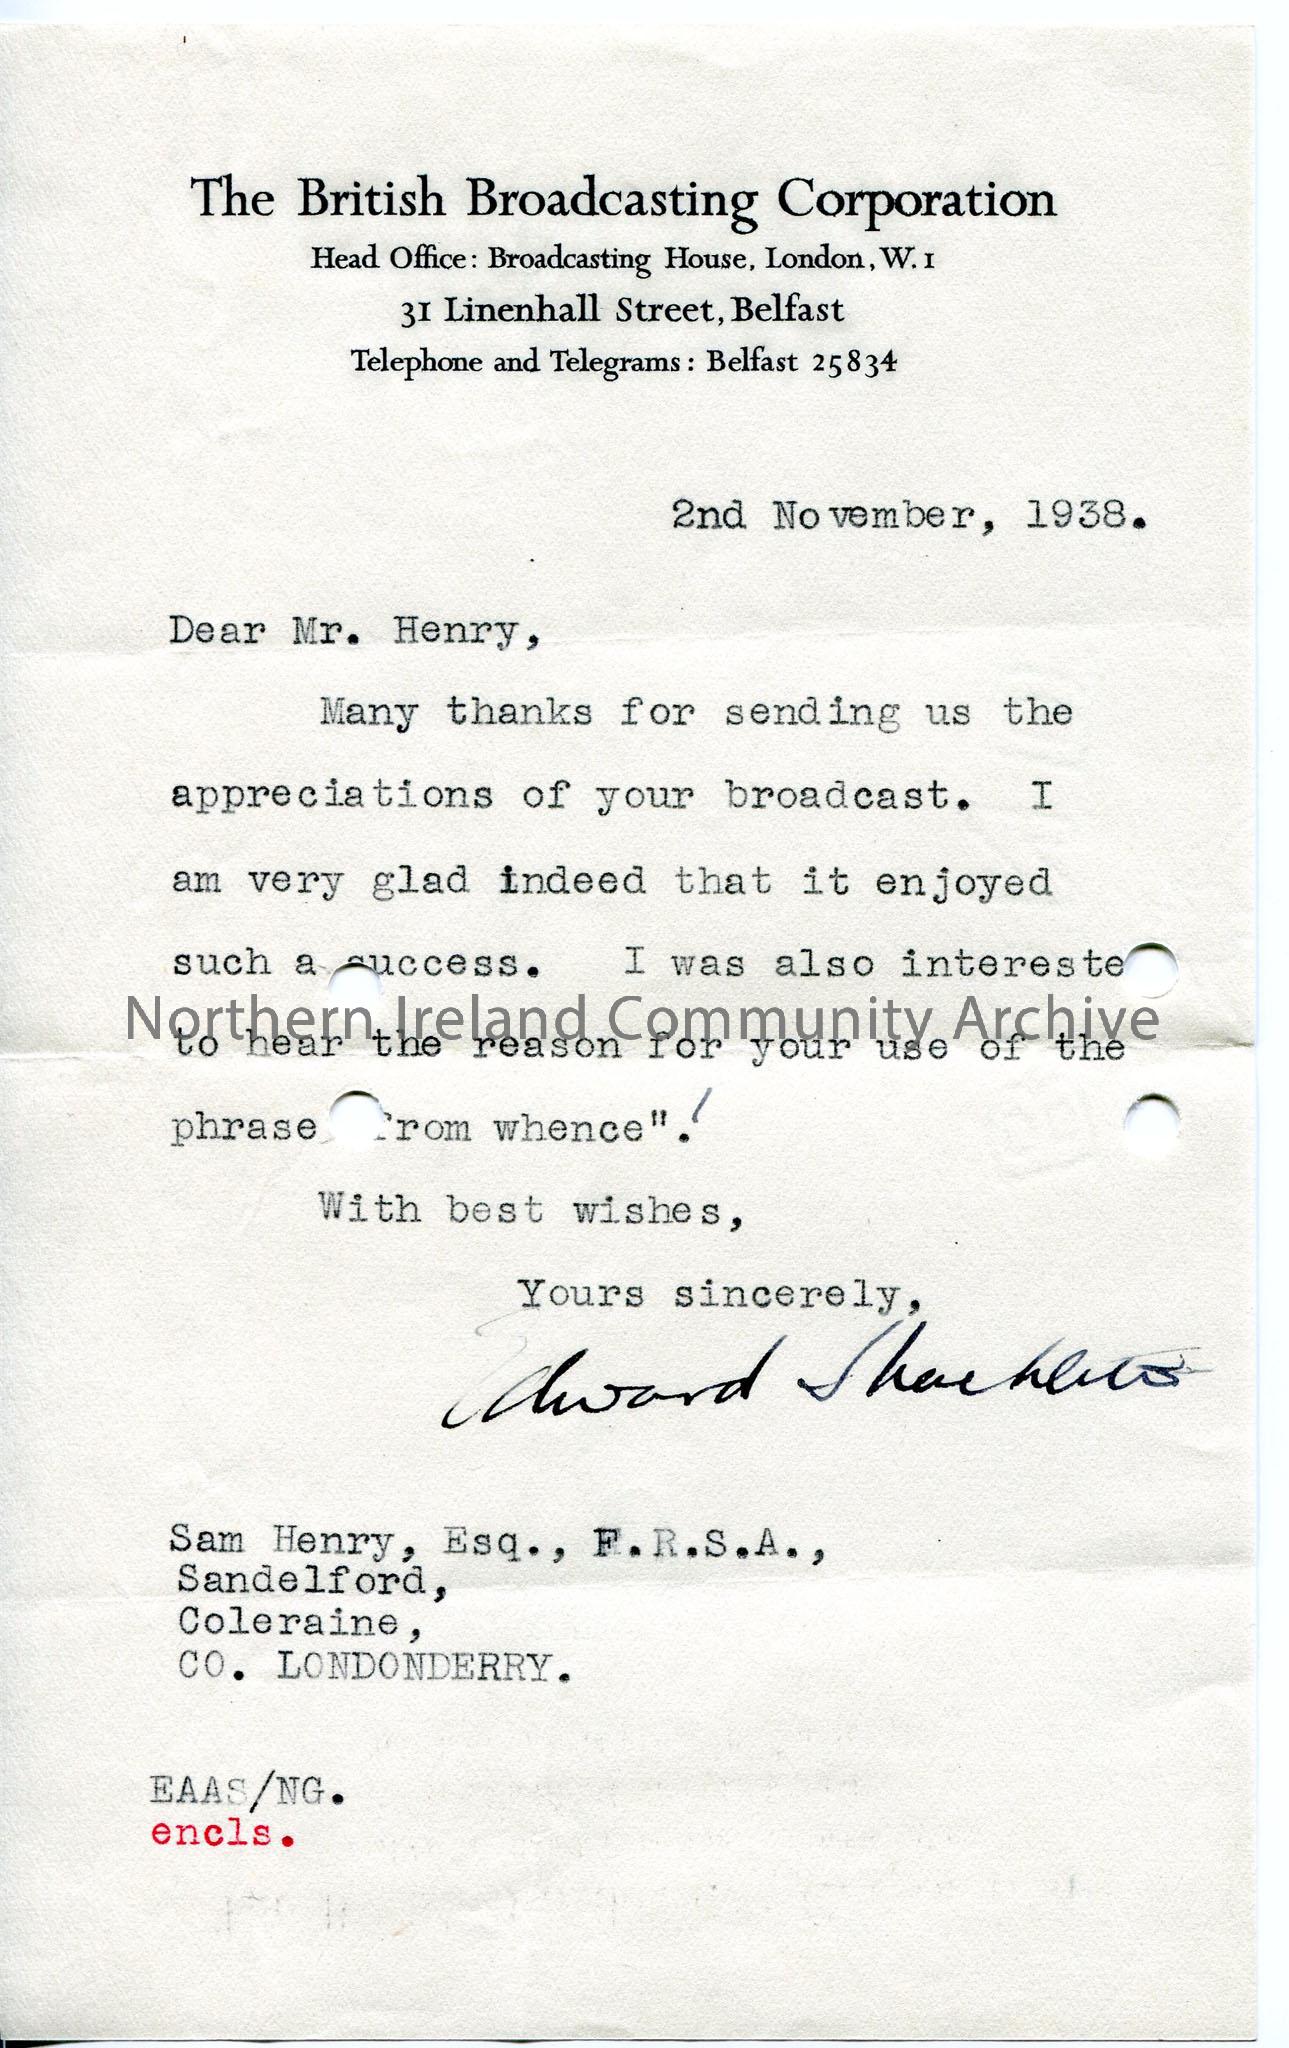 The British Broadcasting Corporation
Head Office: Broadcasting House, London, W.1
31 Linenhall Street, Belfast
Telephone and Telegrams: Belfast 25834
2nd November, 1938.
Dear Mr. Henry,
Many thanks for sending us the
appreciations of your broadcast. I
am very glad indeed that it enjoyed
such a success. I was also intereste
Northern Ireland Community Archive
to hear the reason for your use of the
phrase from whence".!
With best wishes,
Yours sincerely,
Edward Shackleton
Sam Henry, Esq., F.R.S.A.,
Sandelford,
Coleraine,
CO. LONDONDERRY.
EAAS/NG.
encls.